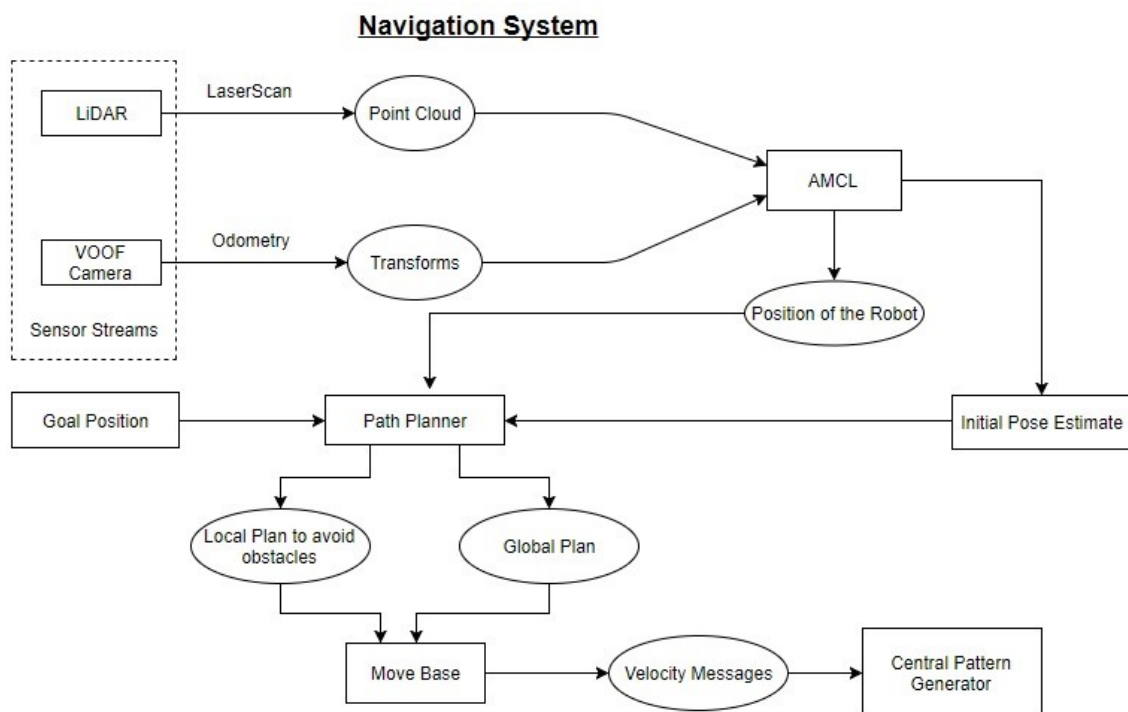 Navigation System
LaserScan
LiDAR
Point Cloud
AMCL
Odometry
VOOF
Camera
Transforms
Sensor Streams
Position of the Robot
Goal Position
Path Planner
Initial Pose Estimate
Local Plan to avoid
obstacles
Global Plan
Move Base
Velocity Messages
Central Pattern
Generator